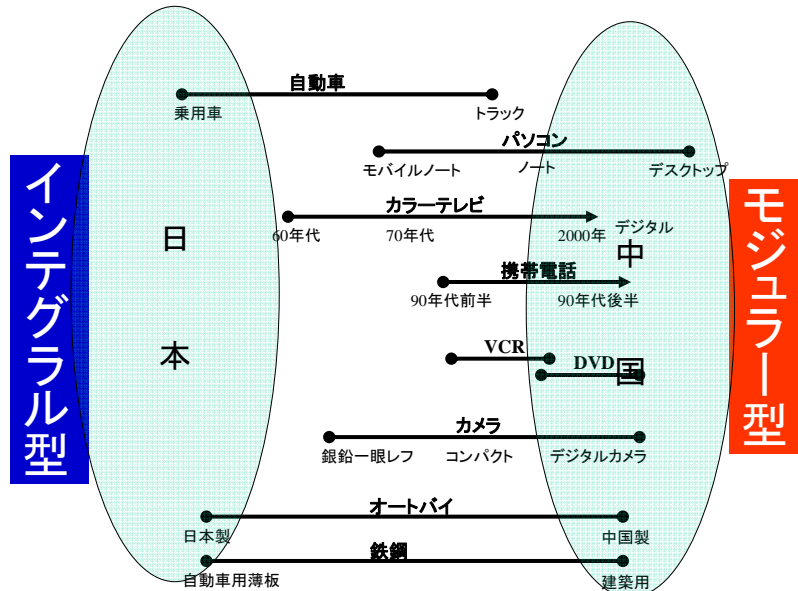 インテグラル型
日本
自動車
乗用車
トラック
パソコン
モバイルノート
ノート
デスクトップ
カラーテレビ
60年代
70年代
2000年
デジタル
携帯電話
90年代前半
90年代後半
VCR
DVD
カメラ
銀鉛一眼レフ
コンパクト
デジタルカメラ
オートバイ
日本製
中国製
鉄鋼
自動車用薄板
建築用
中国
モジュラー型